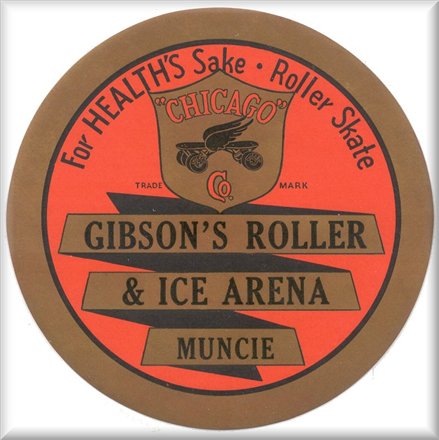 For HEALTH'S Sake · Roller Skate
"CHICAGO"
Co.
TRADE MARK
GIBSON'S ROLLER
& ICE ARENA
MUNCIE